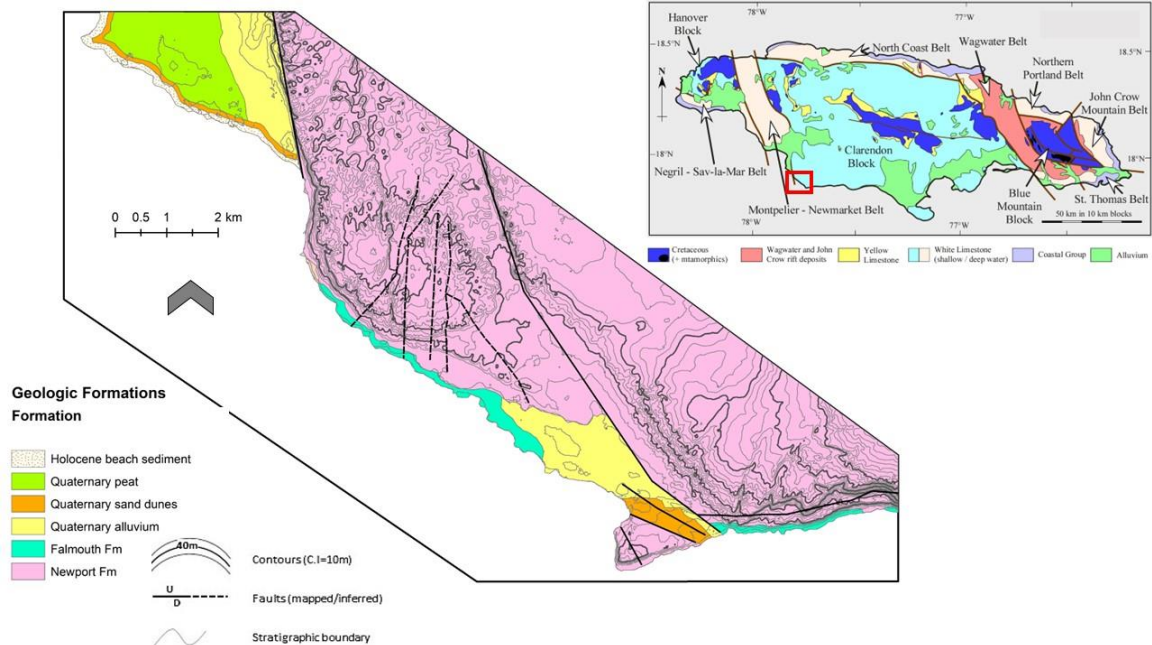 0 0.5 1 2 km
Geologic Formations
Formation
Holocene beach sediment
Quaternary peat
Quaternary sand dunes
Quaternary alluvium
Falmouth Fm
Newport Fm
40m
Contours (C.I=10m)
U
D
Faults (mapped/inferred)
Stratigraphic boundary
78°W
77°W
Hanover
Block
18.5°N
North Coast Belt
Wagwater Belt
18.5°N
Northern
Portland Belt
N
John Crow
Mountain Belt
Clarendon
Block
18°N
18°N
Negril - Sav-la-Mar Belt
Blue
Mountain
Block
St. Thomas Belt
Montpelier - Newmarket Belt
78°W
77°W
50 km in 10 km blocks
Cretaceous
(+ mtamorphics)
Wagwater and John
Crow rift deposits
Yellow
Limestone
White Limestone
(shallow / deep water)
Coastal Group
Alluvium